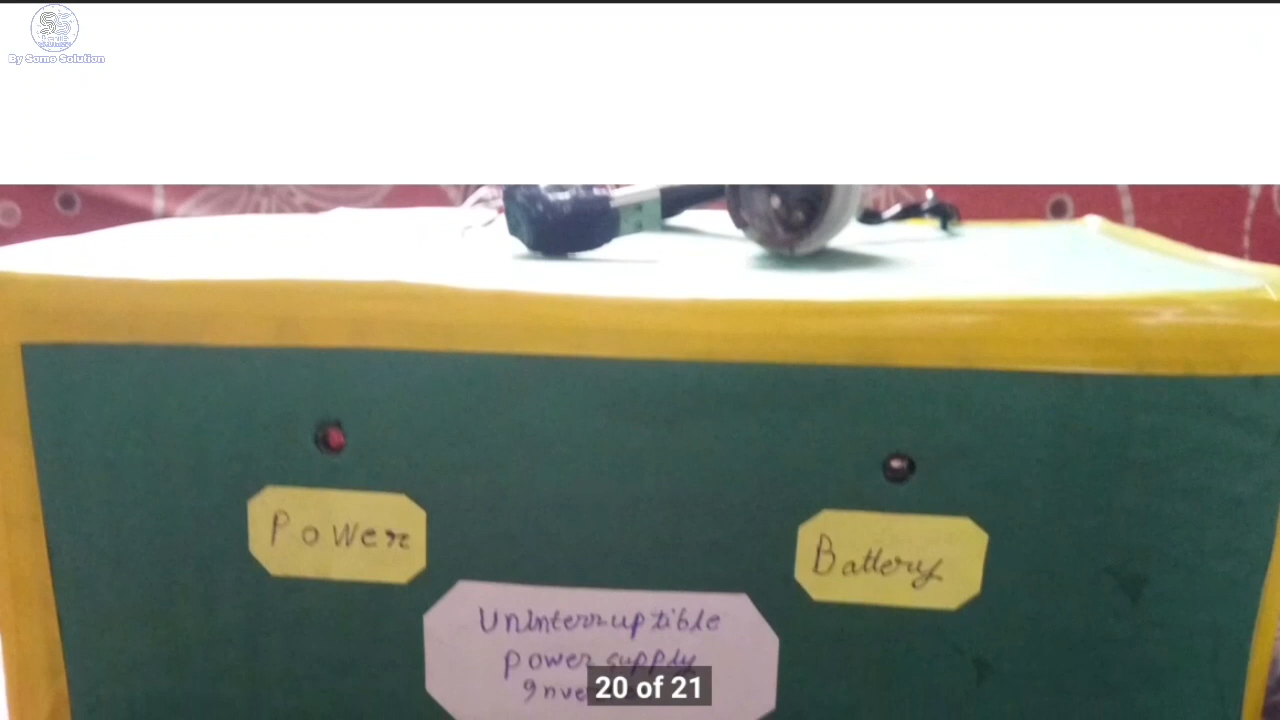 By Somo Solution
Power
Battery
Uninterruptible
power supply
20 of 21